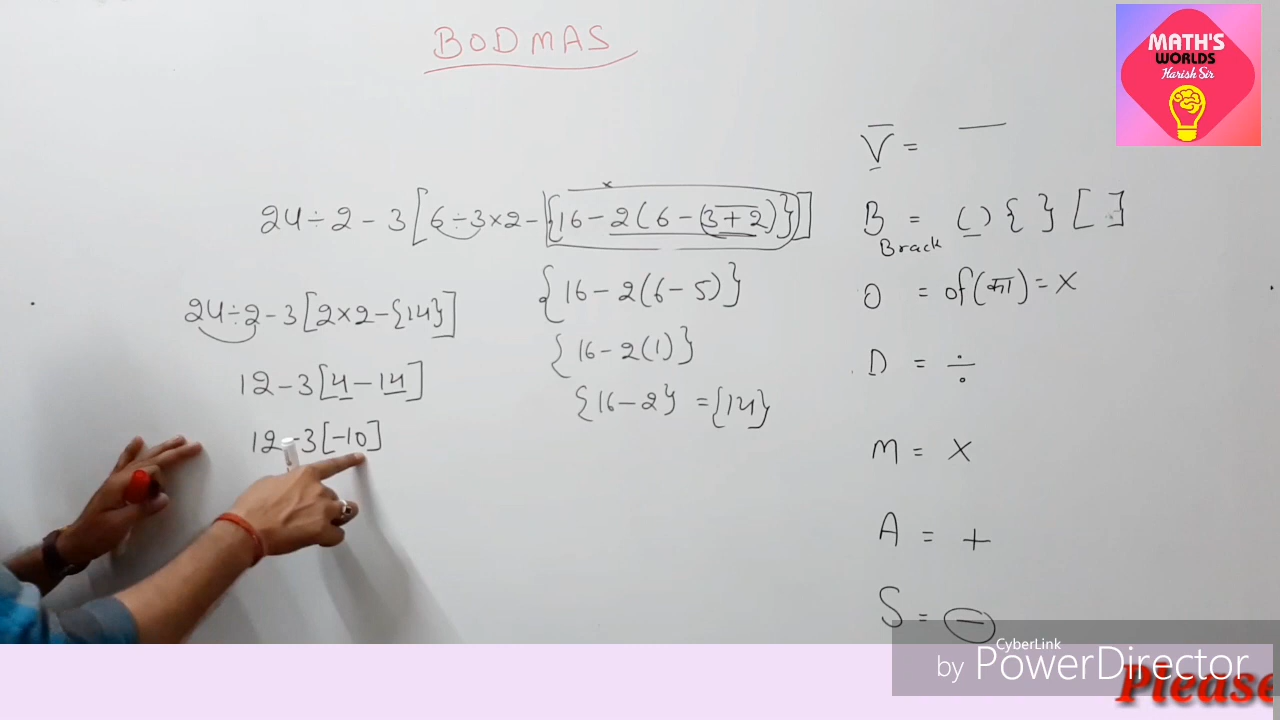 BODMAS
MATH'S
WORLDS
Harish Sir
V̅ = ‾
24 ÷ 2 - 3 [6 ÷ 3 × 2 - {16 - 2 (6 - (3 + 2)}]
B = ( ) { } [ ]
Brack
{16 - 2 (6 - 5)}
O = of (का) = ×
24 ÷ 2 - 3 [2 × 2 - {14}]
{16 - 2 (1)}
D = ÷
12 - 3 [4 - 14]
{16 - 2} = {14}
12 - 3 [-10]
M = ×
A = +
S = -
CyberLink
by PowerDirector
Please